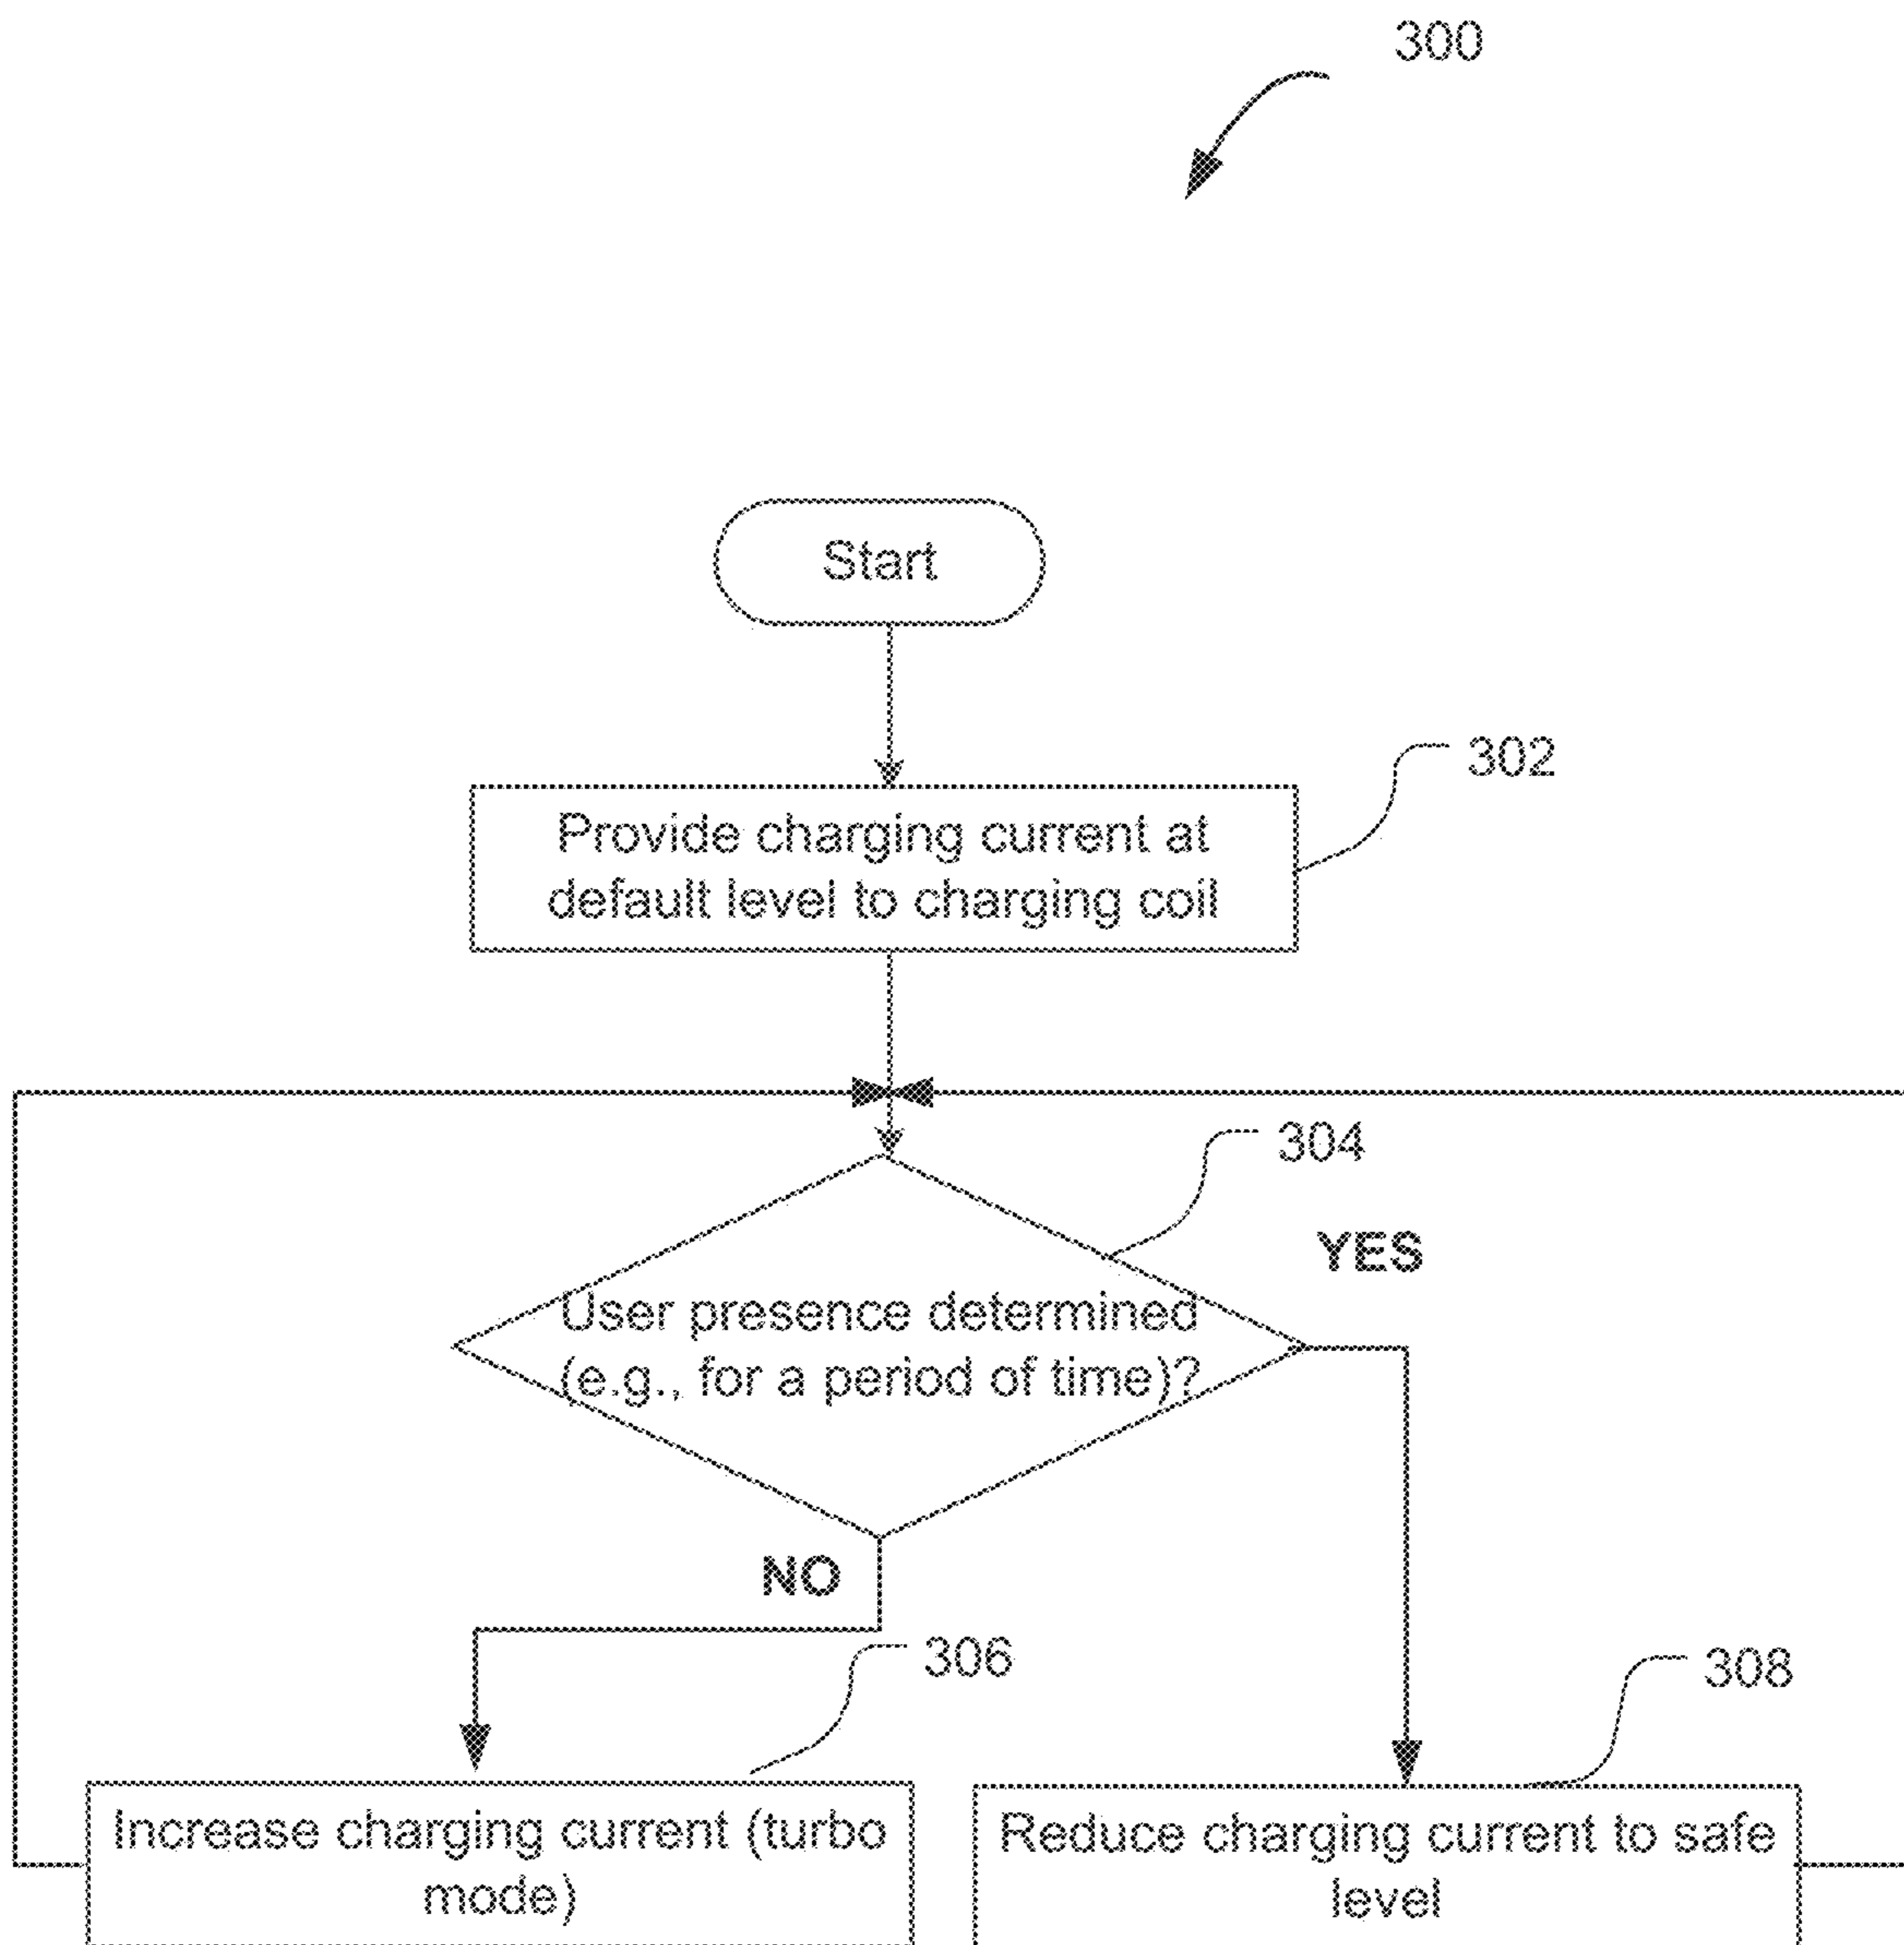 300
Start
302
Provide charging current at
default level to charging coil
304
YES
User presence determined
(e.g., for a period of time)?
NO
306
308
Increase charging current (turbo
mode)
Reduce charging current to safe
level